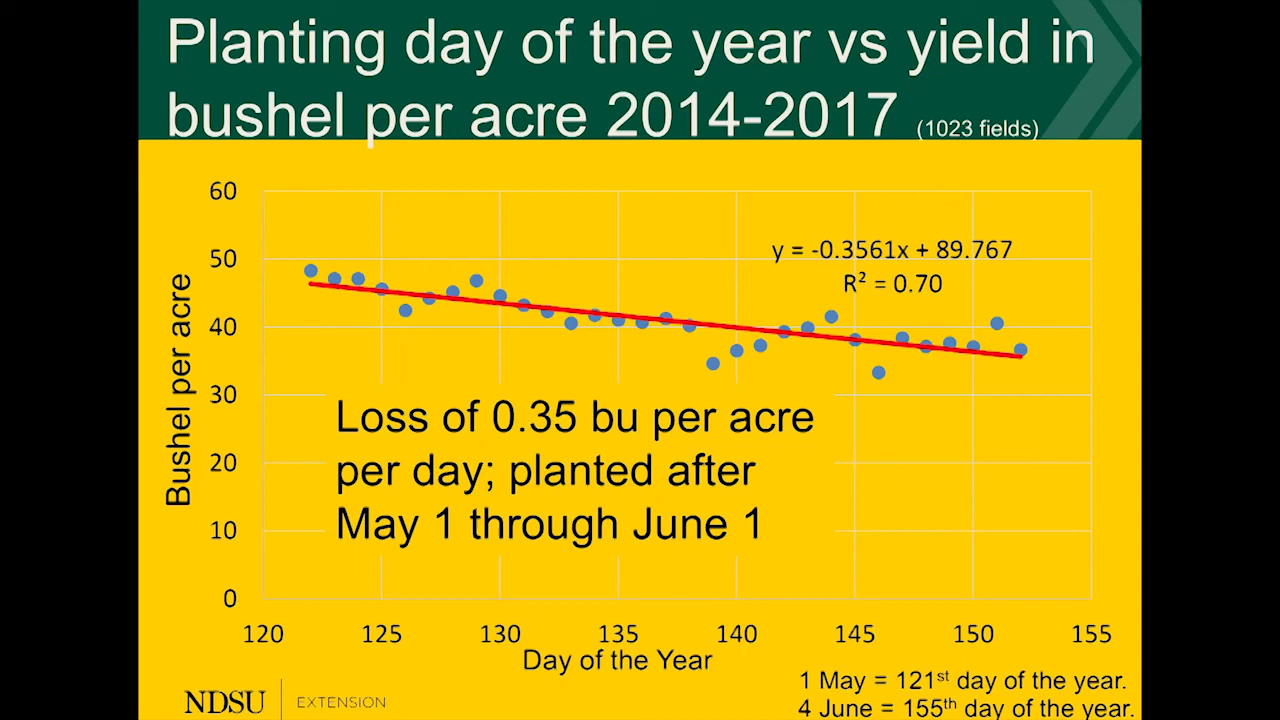 Planting day of the year vs yield in
bushel per acre 2014-2017 (1023 fields)
60
50
40
30
20
10
0
Bushel per acre
y = -0.3561x + 89.767
R² = 0.70
Loss of 0.35 bu per acre
per day; planted after
May 1 through June 1
120 125 130 135 140 145 150 155
Day of the Year
1 May = 121st day of the year.
4 June = 155th day of the year.
NDSU EXTENSION